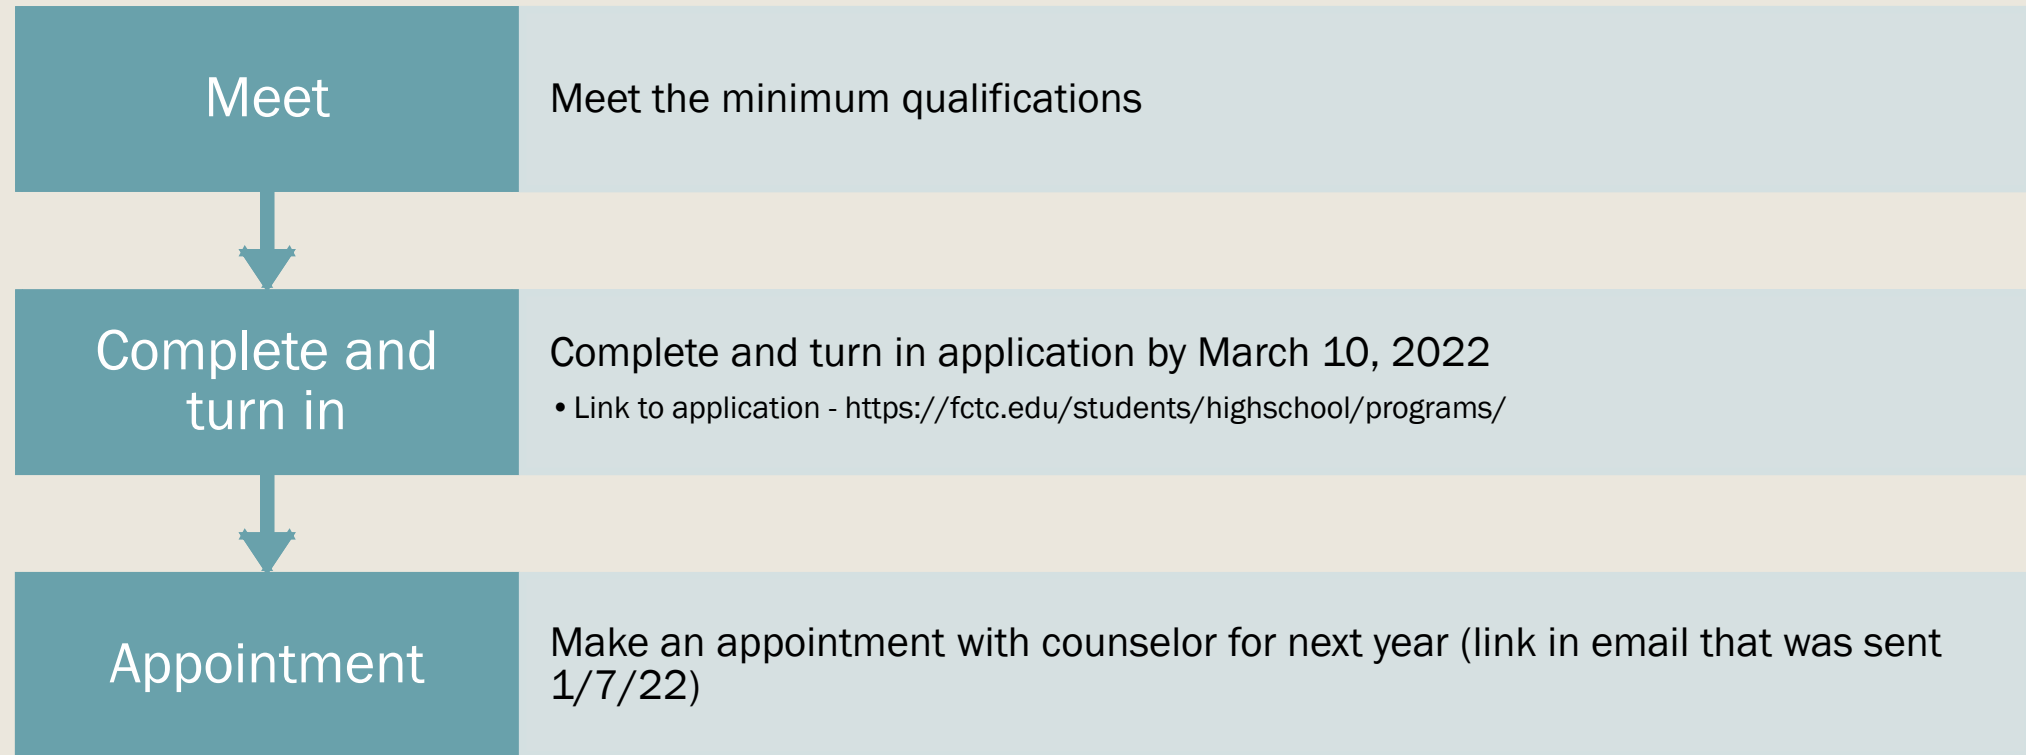 Meet
Meet the minimum qualifications
Complete and
turn in
Complete and turn in application by March 10, 2022
• Link to application - https://fctc.edu/students/highschool/programs/
Appointment
Make an appointment with counselor for next year (link in email that was sent
1/7/22)